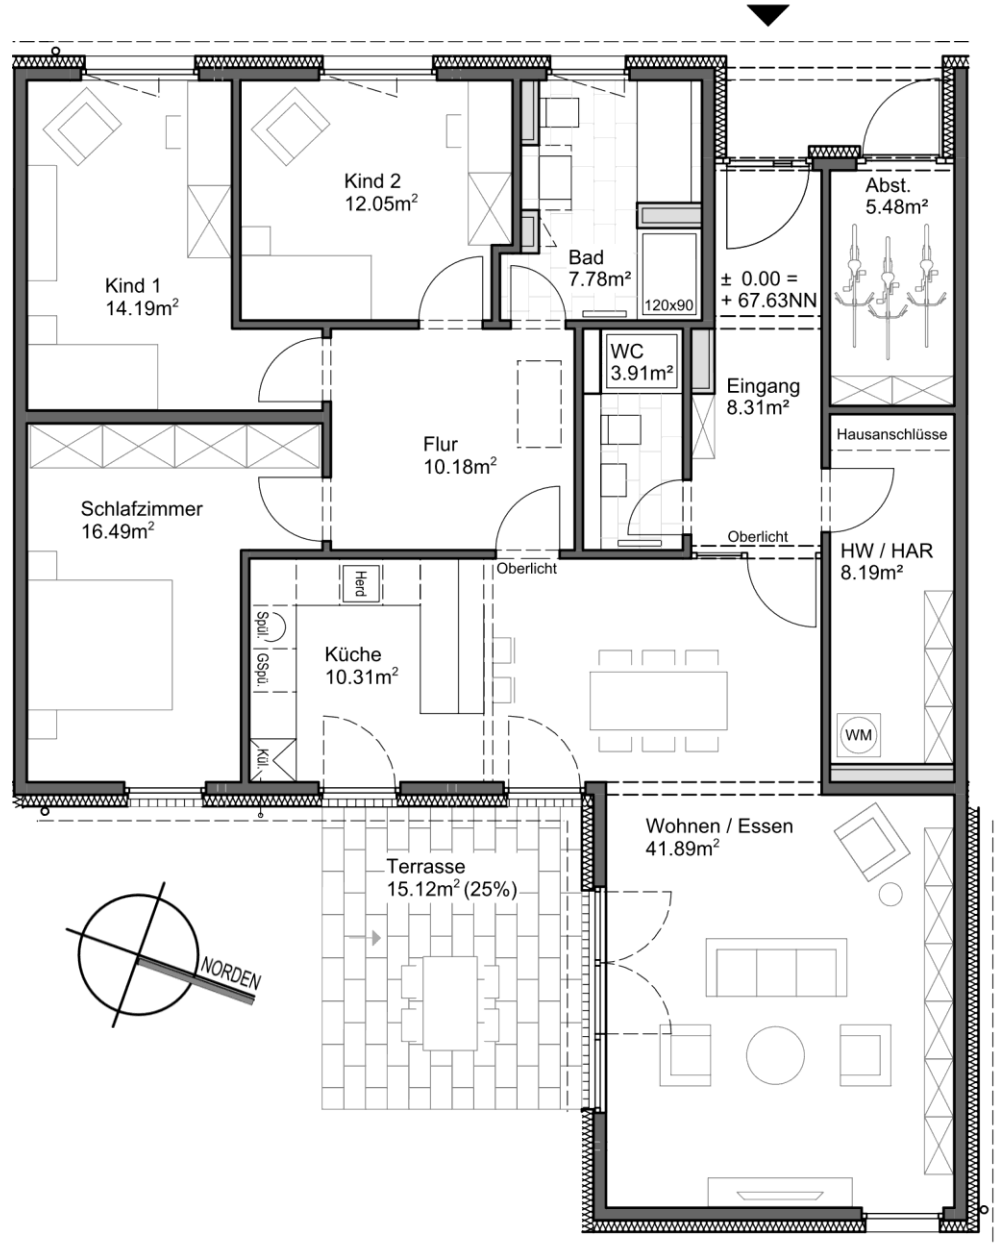 Kind 1
14.19m²
Kind 2
12.05m²
Bad
7.78m²
120x90
± 0.00 =
+ 67.63NN
Abst.
5.48m²
WC
3.91m²
Eingang
8.31m²
Hausanschlüsse
Flur
10.18m²
Schlafzimmer
16.49m²
Oberlicht
Oberlicht
HW / HAR
8.19m²
Herd
Spül.
GSpü.
Kül.
Küche
10.31m²
WM
Wohnen / Essen
41.89m²
Terrasse
15.12m² (25%)
NORDEN